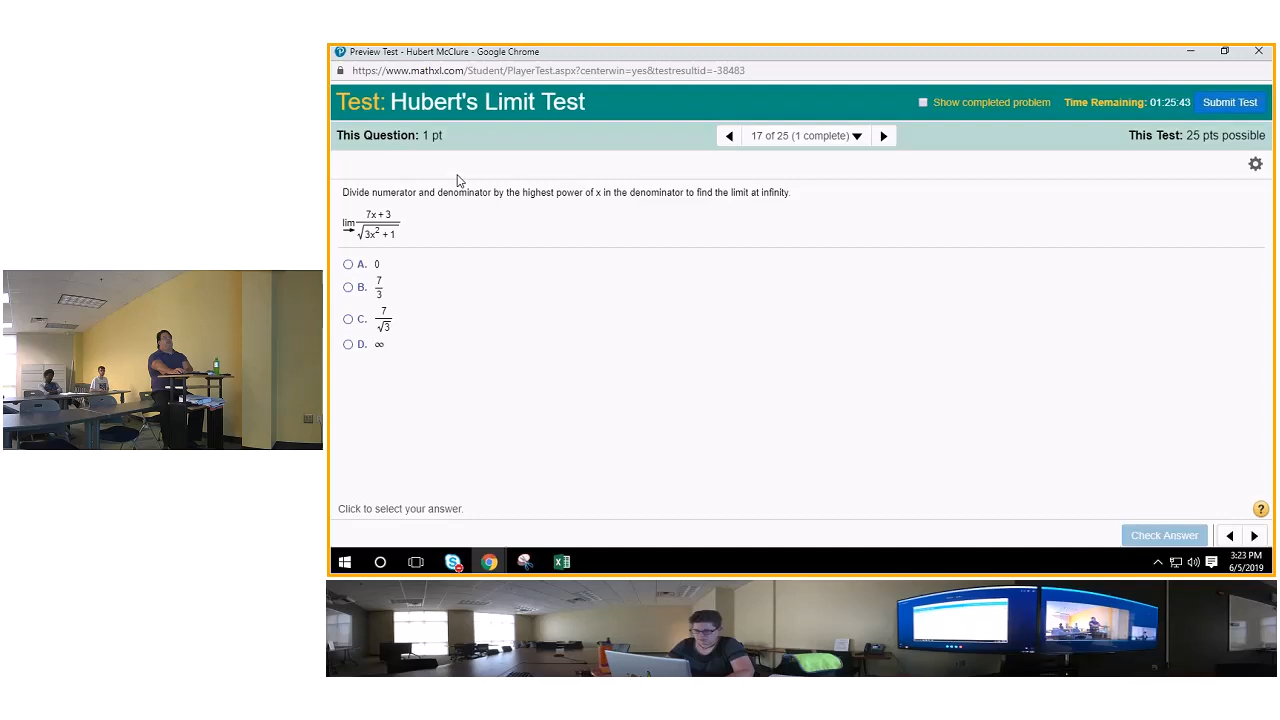 Preview Test - Hubert McClure - Google Chrome
https://www.mathxl.com/Student/PlayerTest.aspx?centerwin=yes&testresultid=-38483
Test: Hubert's Limit Test
Show completed problem
Time Remaining: 01:25:43
Submit Test
This Question: 1 pt
17 of 25 (1 complete)
This Test: 25 pts possible
Divide numerator and denominator by the highest power of x in the denominator to find the limit at infinity.
lim 7x + 3
→ √3x² + 1
A. 0
B. 7
3
C. 7
√3
D. ∞
Click to select your answer.
?
Check Answer
3:23 PM
6/5/2019